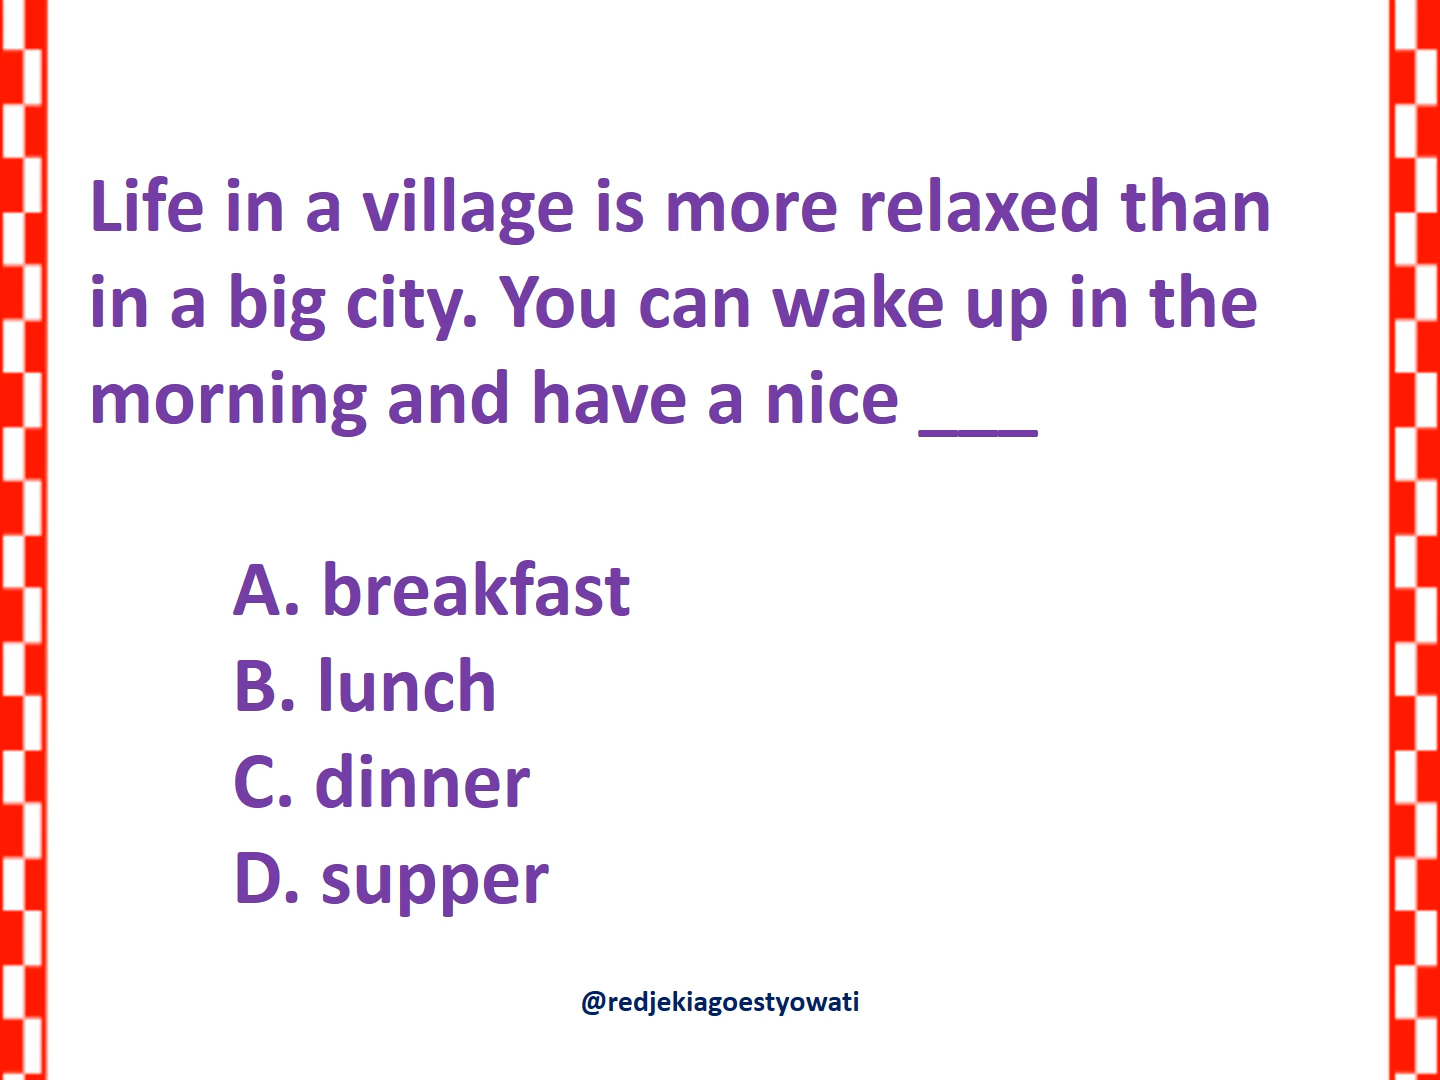 Life in a village is more relaxed than
in a big city. You can wake up in the
morning and have a nice ___
A. breakfast
B. lunch
C. dinner
D. supper
@redjekiagoestyowati